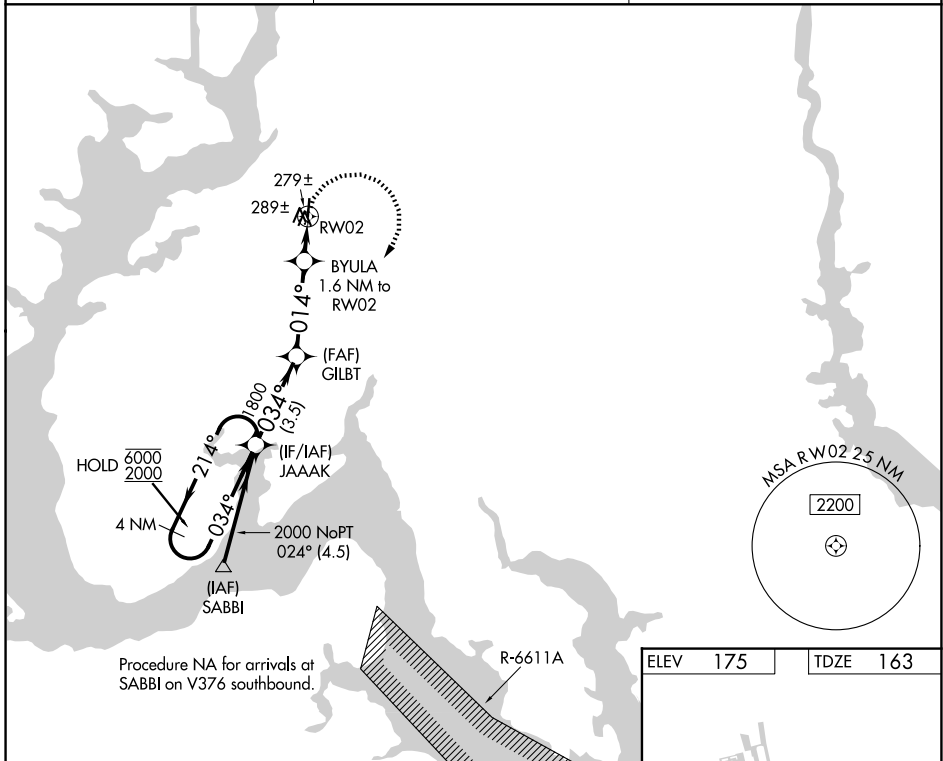 279±
289±
RW02
BYULA
1.6 NM to
RW02
014°
(FAF)
GILBT
1800
034°
(3.5)
(IF/IAF)
JAAAK
HOLD 6000
2000
214°
4 NM
034°
2000 NoPT
024° (4.5)
(IAF)
SABBI
MSA RW02 25 NM
2200
Procedure NA for arrivals at
SABBI on V376 southbound.
R-6611A
ELEV 175 TDZE 163